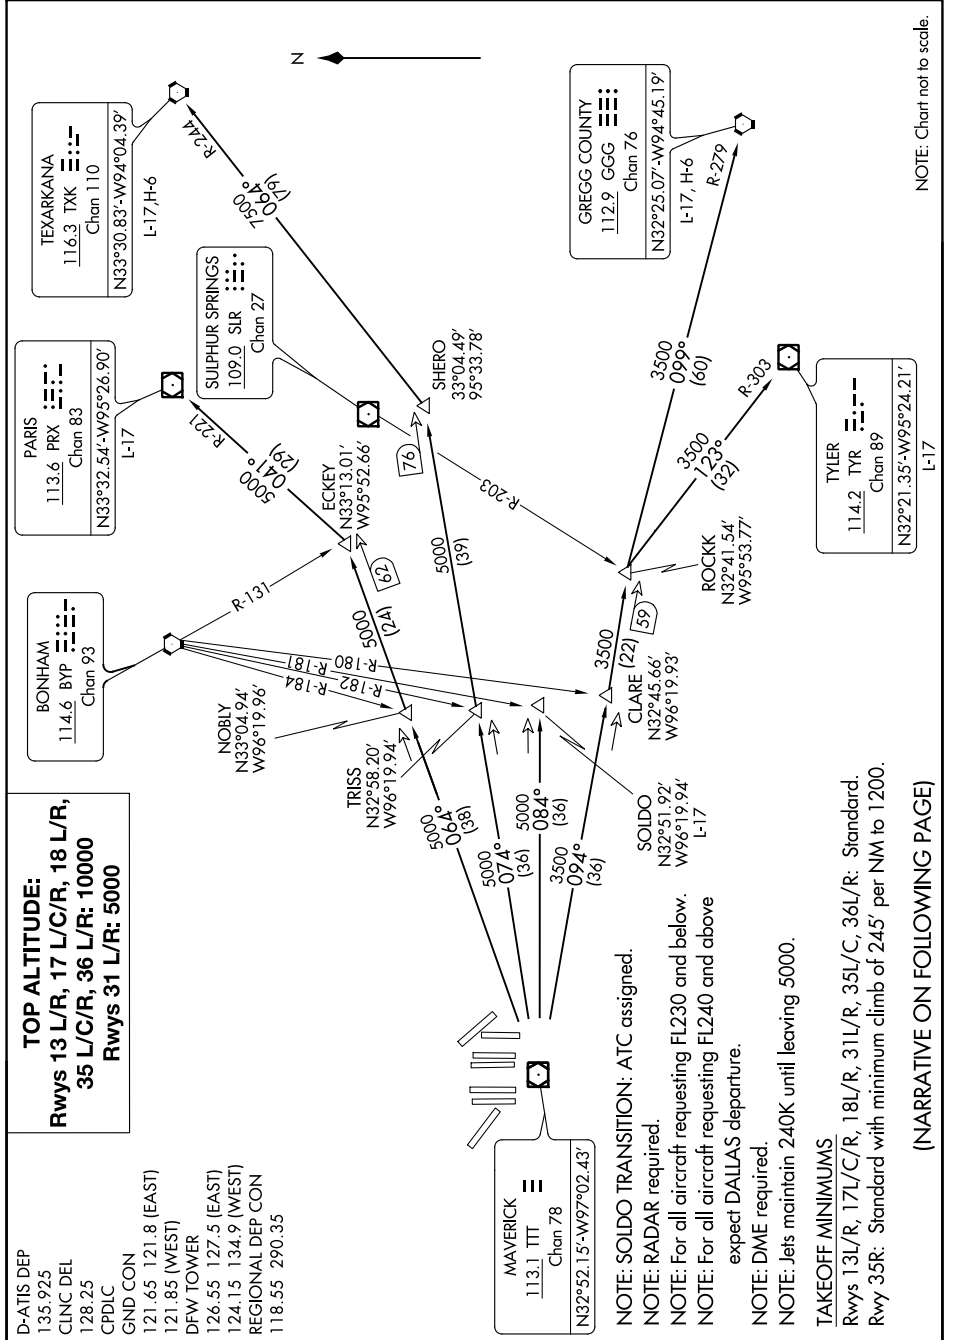 D-ATIS DEP
135.925
CLNC DEL
128.25
CPDLC
GND CON
121.65 121.8 (EAST)
121.85 (WEST)
DFW TOWER
126.55 127.5 (EAST)
124.15 134.9 (WEST)
REGIONAL DEP CON
118.55 290.35
TOP ALTITUDE:
Rwys 13 L/R, 17 L/C/R, 18 L/R,
35 L/C/R, 36 L/R: 10000
Rwys 31 L/R: 5000
BONHAM
114.6 BYP
Chan 93
PARIS
113.6 PRX
Chan 83
N33°32.54'-W95°26.90'
L-17
TEXARKANA
116.3 TXK
Chan 110
N33°30.83'-W94°04.39'
L-17,H-6
SULPHUR SPRINGS
109.0 SLR
Chan 27
N
R-244
7500
064°
(79)
R-221
5000
041°
(29)
R-131
R-180
R-181
R-182
R-184
ECKEY
N33°13.01'
W95°52.66'
62
5000
(24)
NOBLY
N33°04.94'
W96°19.96'
SHERO
33°04.49'
95°33.78'
76
5000
(39)
R-203
TRISS
N32°58.20'
W96°19.94'
5000
064°
(38)
5000
074°
(36)
5000
084°
(36)
3500
094°
(36)
SOLDO
N32°51.92'
W96°19.94'
L-17
CLARE
N32°45.66'
W96°19.93'
3500
(22)
59
ROCKK
N32°41.54'
W95°53.77'
3500
099°
(60)
R-279
3500
123°
(32)
R-303
GREGG COUNTY
112.9 GGG
Chan 76
N32°25.07'-W94°45.19'
L-17, H-6
TYLER
114.2 TYR
Chan 89
N32°21.35'-W95°24.21'
L-17
MAVERICK
113.1 TTT
Chan 78
N32°52.15'-W97°02.43'
NOTE: SOLDO TRANSITION: ATC assigned.
NOTE: RADAR required.
NOTE: For all aircraft requesting FL230 and below.
NOTE: For all aircraft requesting FL240 and above
expect DALLAS departure.
NOTE: DME required.
NOTE: Jets maintain 240K until leaving 5000.
TAKEOFF MINIMUMS
Rwys 13L/R, 17L/C/R, 18L/R, 31L/R, 35L/C, 36L/R: Standard.
Rwy 35R: Standard with minimum climb of 245' per NM to 1200.
(NARRATIVE ON FOLLOWING PAGE)
NOTE: Chart not to scale.